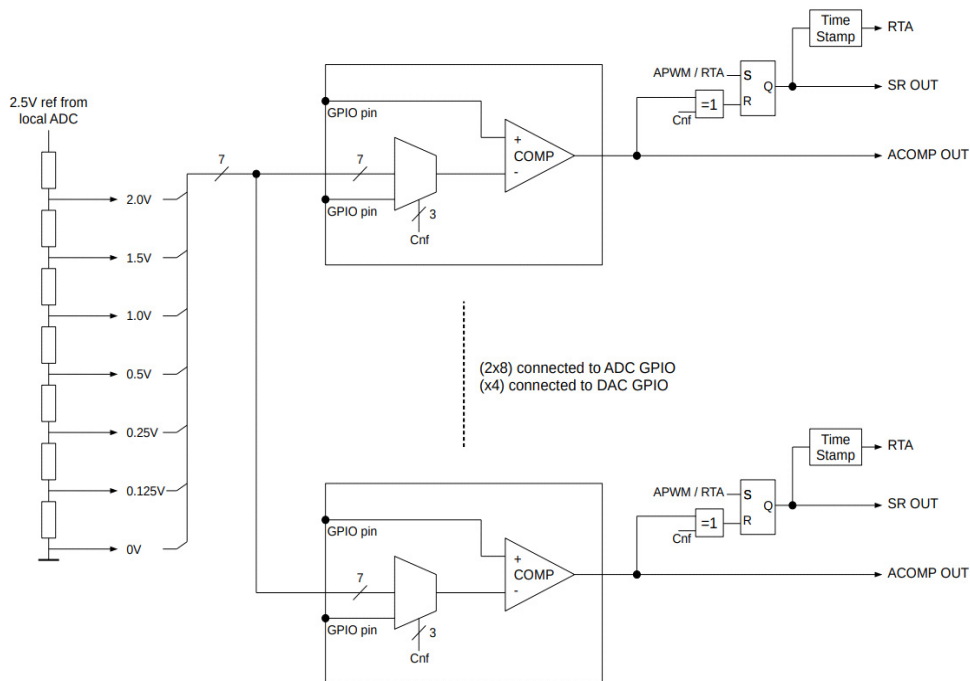 Time
Stamp
RTA
APWM / RTA
S
Q
SR OUT
=1
R
Cnf
2.5V ref from
local ADC
GPIO pin
+
COMP
-
ACOMP OUT
7
7
2.0V
GPIO pin
3
Cnf
1.5V
1.0V
(2x8) connected to ADC GPIO
(x4) connected to DAC GPIO
0.5V
0.25V
0.125V
0V
Time
Stamp
RTA
APWM / RTA
S
Q
SR OUT
=1
R
Cnf
GPIO pin
+
COMP
-
ACOMP OUT
7
GPIO pin
3
Cnf